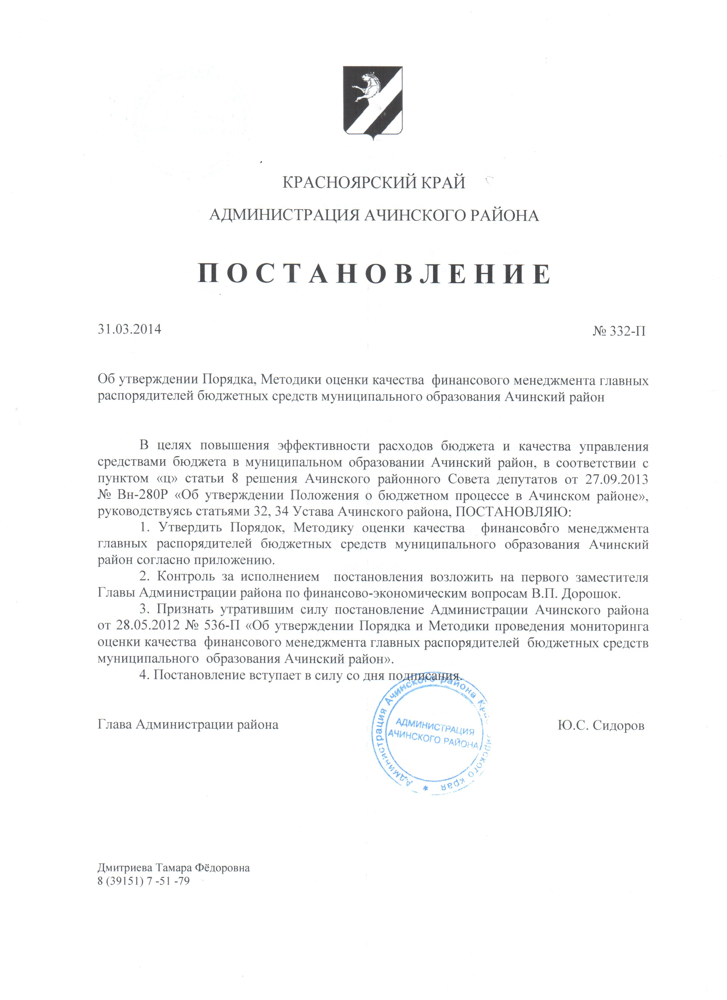 КРАСНОЯРСКИЙ КРАЙ
АДМИНИСТРАЦИЯ АЧИНСКОГО РАЙОНА
ПОСТАНОВЛЕНИЕ
31.03.2014
№ 332-П
Об утверждении Порядка, Методики оценки качества финансового менеджмента главных
распорядителей бюджетных средств муниципального образования Ачинский район
В целях повышения эффективности расходов бюджета и качества управления
средствами бюджета в муниципальном образовании Ачинский район, в соответствии с
пунктом «ц» статьи 8 решения Ачинского районного Совета депутатов от 27.09.2013
№ Вн-280Р «Об утверждении Положения о бюджетном процессе в Ачинском районе»,
руководствуясь статьями 32, 34 Устава Ачинского района, ПОСТАНОВЛЯЮ:
1. Утвердить Порядок, Методику оценки качества финансового менеджмента
главных распорядителей бюджетных средств муниципального образования Ачинский
район согласно приложению.
2. Контроль за исполнением постановления возложить на первого заместителя
Главы Администрации района по финансово-экономическим вопросам В.П. Дорошок.
3. Признать утратившим силу постановление Администрации Ачинского района
от 28.05.2012 № 536-П «Об утверждении Порядка и Методики проведения мониторинга
оценки качества финансового менеджмента главных распорядителей бюджетных средств
муниципального образования Ачинский район».
4. Постановление вступает в силу со дня подписания.
Глава Администрации района
Ю.С. Сидоров
Администрация Ачинского района Красноярского края *
АДМИНИСТРАЦИЯ
АЧИНСКОГО РАЙОНА
Дмитриева Тамара Фёдоровна
8 (39151) 7 -51 -79